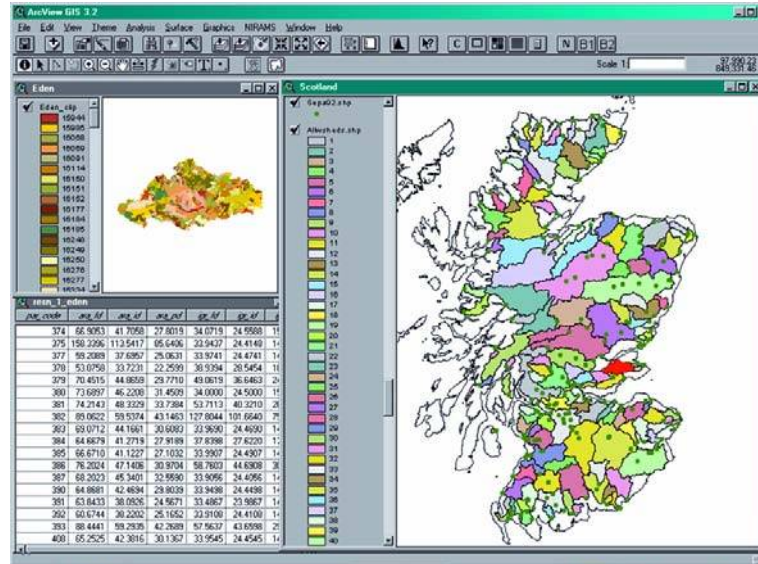 ArcView GIS 3.2
File Edit View Theme Analysis Surface Graphics NIRAMS Window Help
C N B1 B2
T Scale 1:
Eden
Eden_clip
15944
15985
16069
16091
16114
16150
16151
16152
16177
16184
16185
16249
16250
16276
16277
Scotland
Sepa02.shp
Allwsheds.shp
1
2
3
4
5
6
7
8
9
10
11
12
13
14
15
16
17
18
19
20
21
22
23
24
25
26
27
28
29
30
31
32
33
34
35
36
37
38
39
40
resn_1_eden
374 66.9053 41.7058 27.8019 34.0719 24.5588
375 158.3396 113.5417 85.6406 33.9437 24.4148
377 59.2089 37.6957 25.0631 33.9741 24.4741
378 53.0758 33.7231 22.2599 38.9394 28.5454
379 70.4515 44.8659 29.7710 49.0619 36.6463
380 73.6897 46.2208 31.4509 34.0000 24.5000
381 74.2143 48.3329 33.7384 53.7113 40.3210
382 89.0622 59.5374 43.1463 127.8044 101.6640
383 69.0712 44.1661 30.6083 33.9690 24.4690
384 64.6679 41.2719 27.9189 37.8398 27.6220
385 66.6710 41.1227 27.1032 33.9907 24.4907
386 76.2024 47.1406 30.9704 58.7603 44.6908
387 68.2023 45.3401 32.5590 33.9056 24.4056
390 64.8681 42.4694 29.8039 33.9498 24.4498
391 63.8433 38.0926 24.5671 33.4867 23.9867
392 60.6744 38.2202 25.1652 33.9108 24.4108
393 88.4441 59.2935 42.2689 57.5637 43.6598
408 65.2525 42.3816 30.1367 33.9545 24.4545